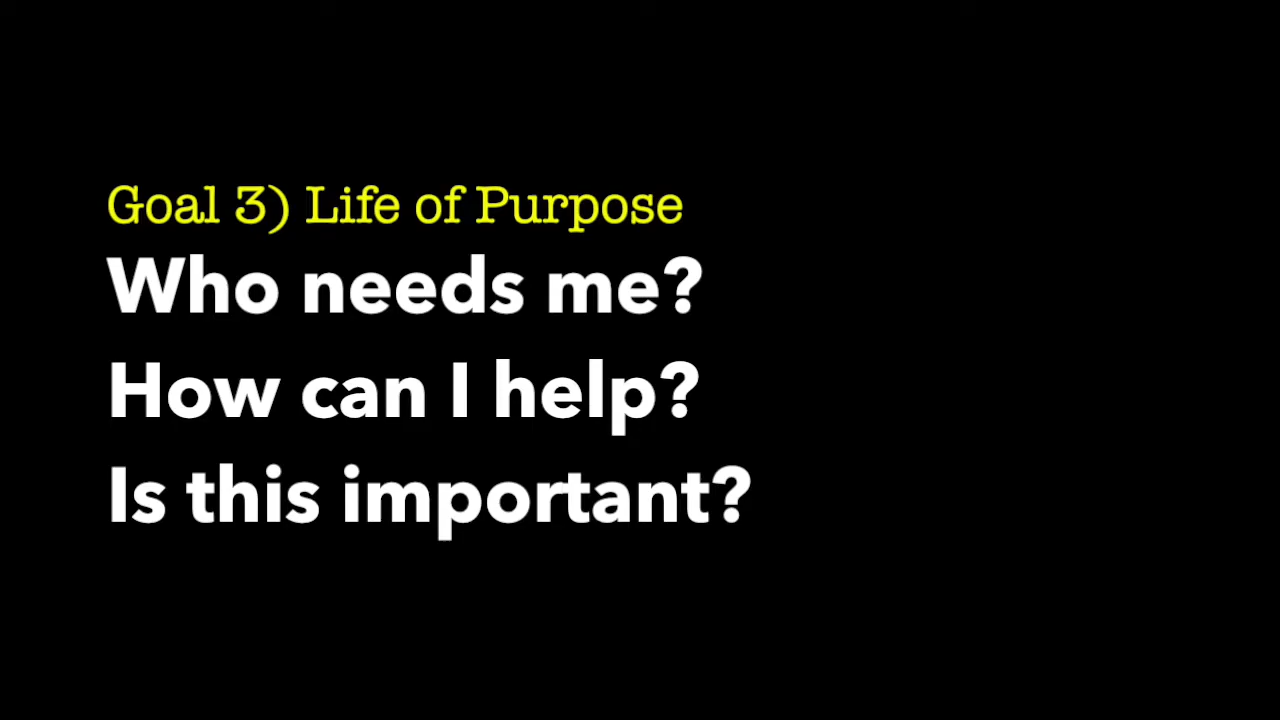 Goal 3) Life of Purpose
Who needs me?
How can I help?
Is this important?